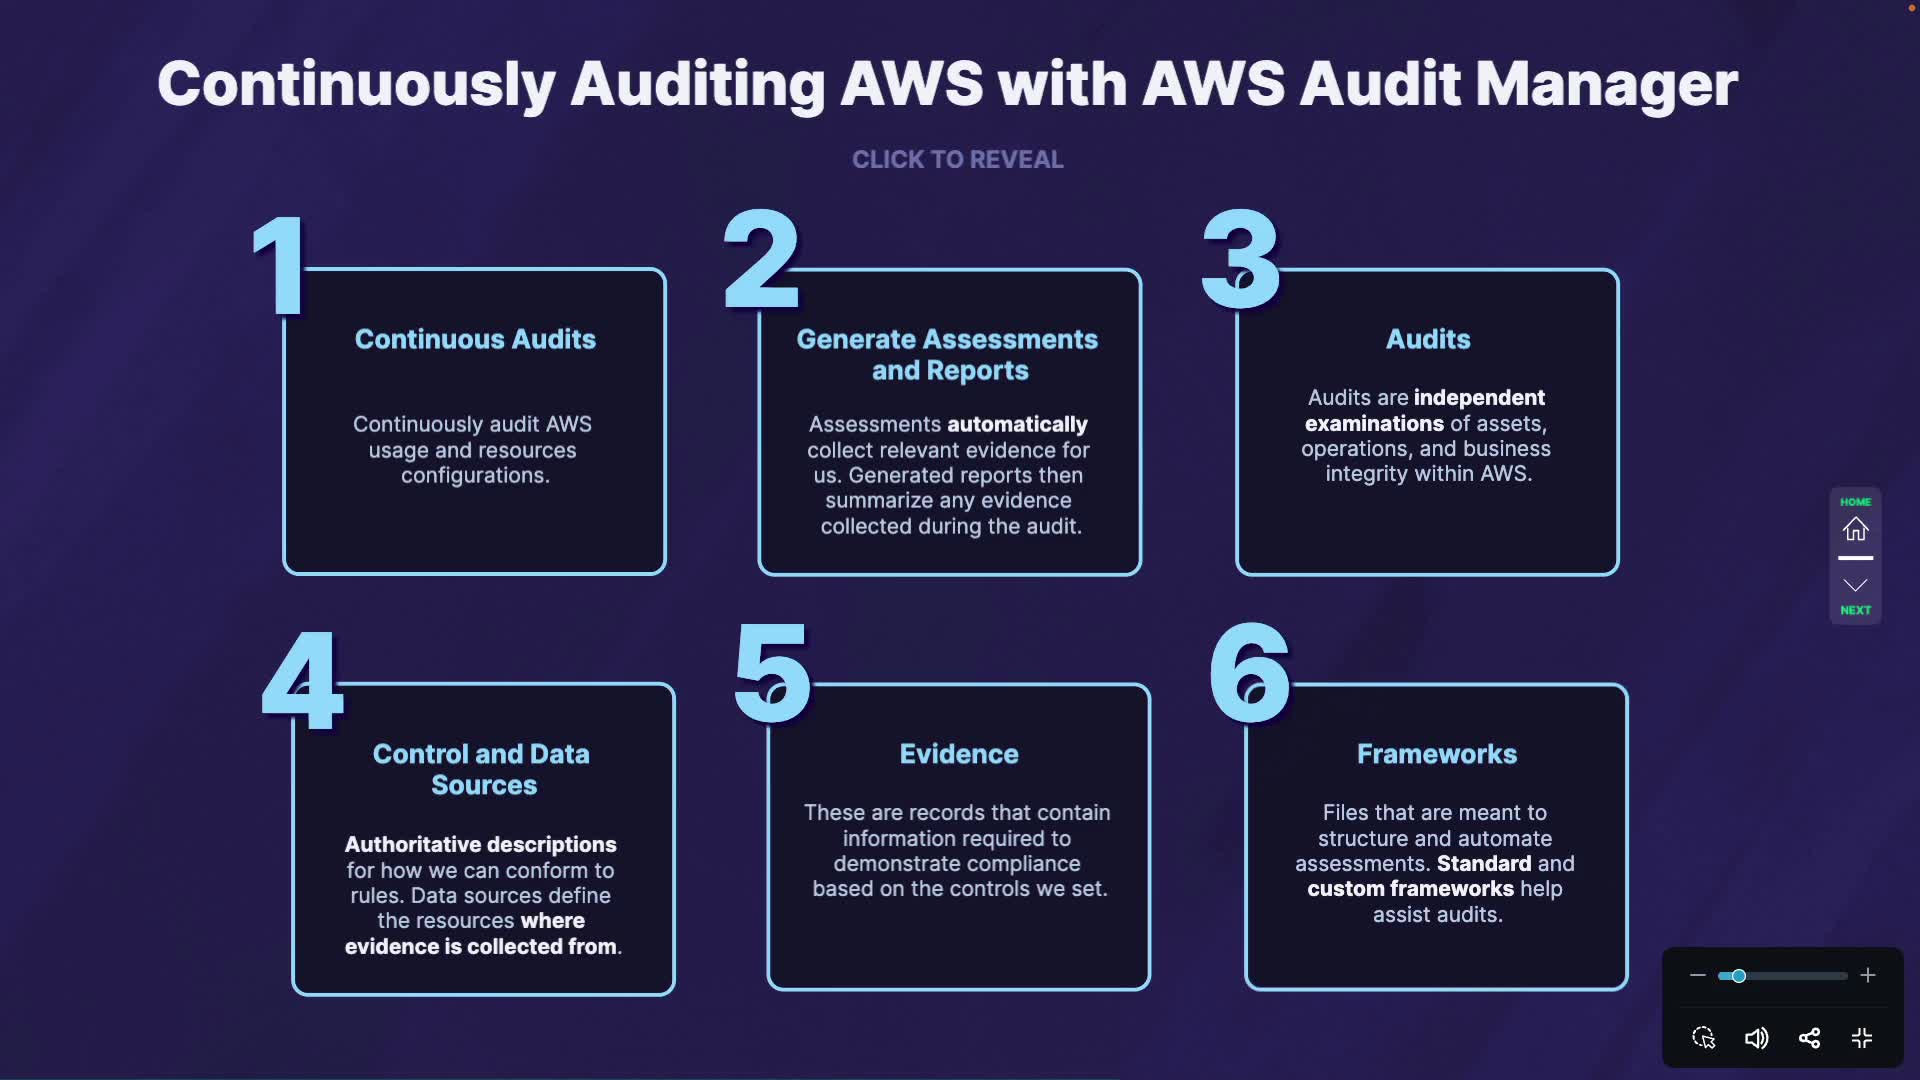 Continuously Auditing AWS with AWS Audit Manager
CLICK TO REVEAL
1
Continuous Audits
Continuously audit AWS
usage and resources
configurations.
2
Generate Assessments
and Reports
Assessments automatically
collect relevant evidence for
us. Generated reports then
summarize any evidence
collected during the audit.
3
Audits
Audits are independent
examinations of assets,
operations, and business
integrity within AWS.
4
Control and Data
Sources
Authoritative descriptions
for how we can conform to
rules. Data sources define
the resources where
evidence is collected from.
5
Evidence
These are records that contain
information required to
demonstrate compliance
based on the controls we set.
6
Frameworks
Files that are meant to
structure and automate
assessments. Standard and
custom frameworks help
assist audits.
HOME
NEXT